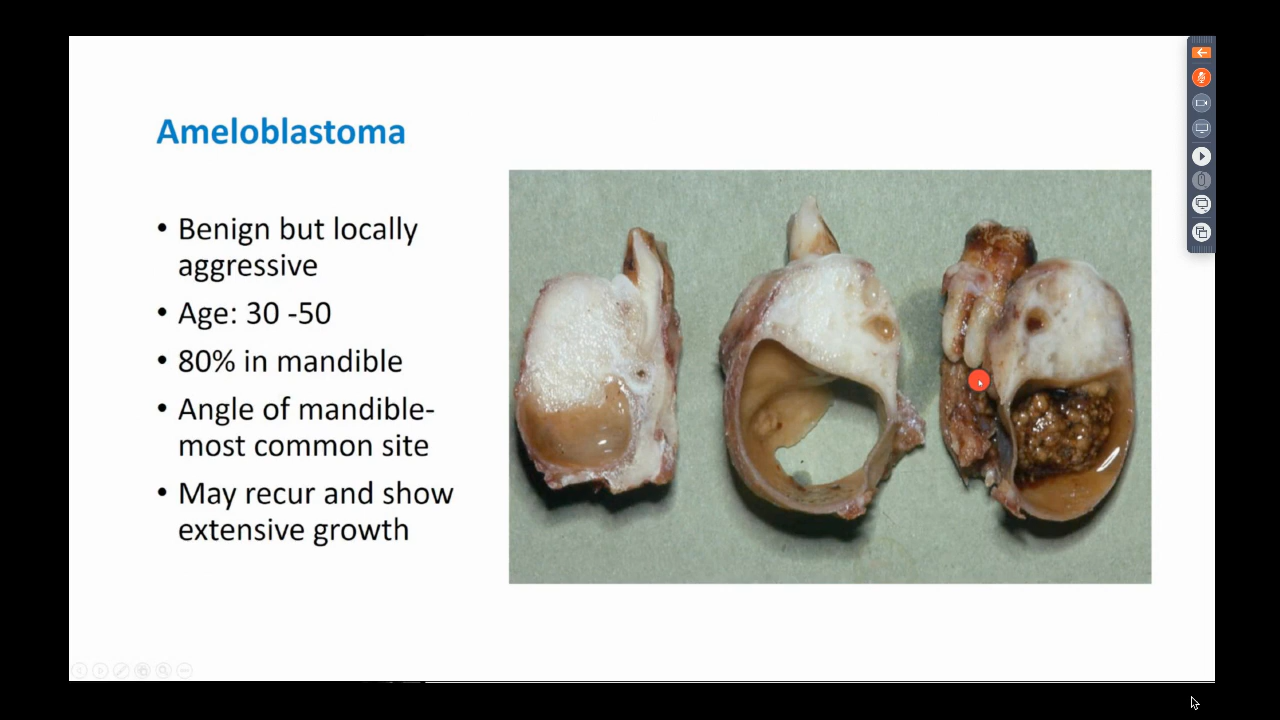 Ameloblastoma
• Benign but locally
aggressive
• Age: 30 -50
• 80% in mandible
• Angle of mandible-
most common site
• May recur and show
extensive growth